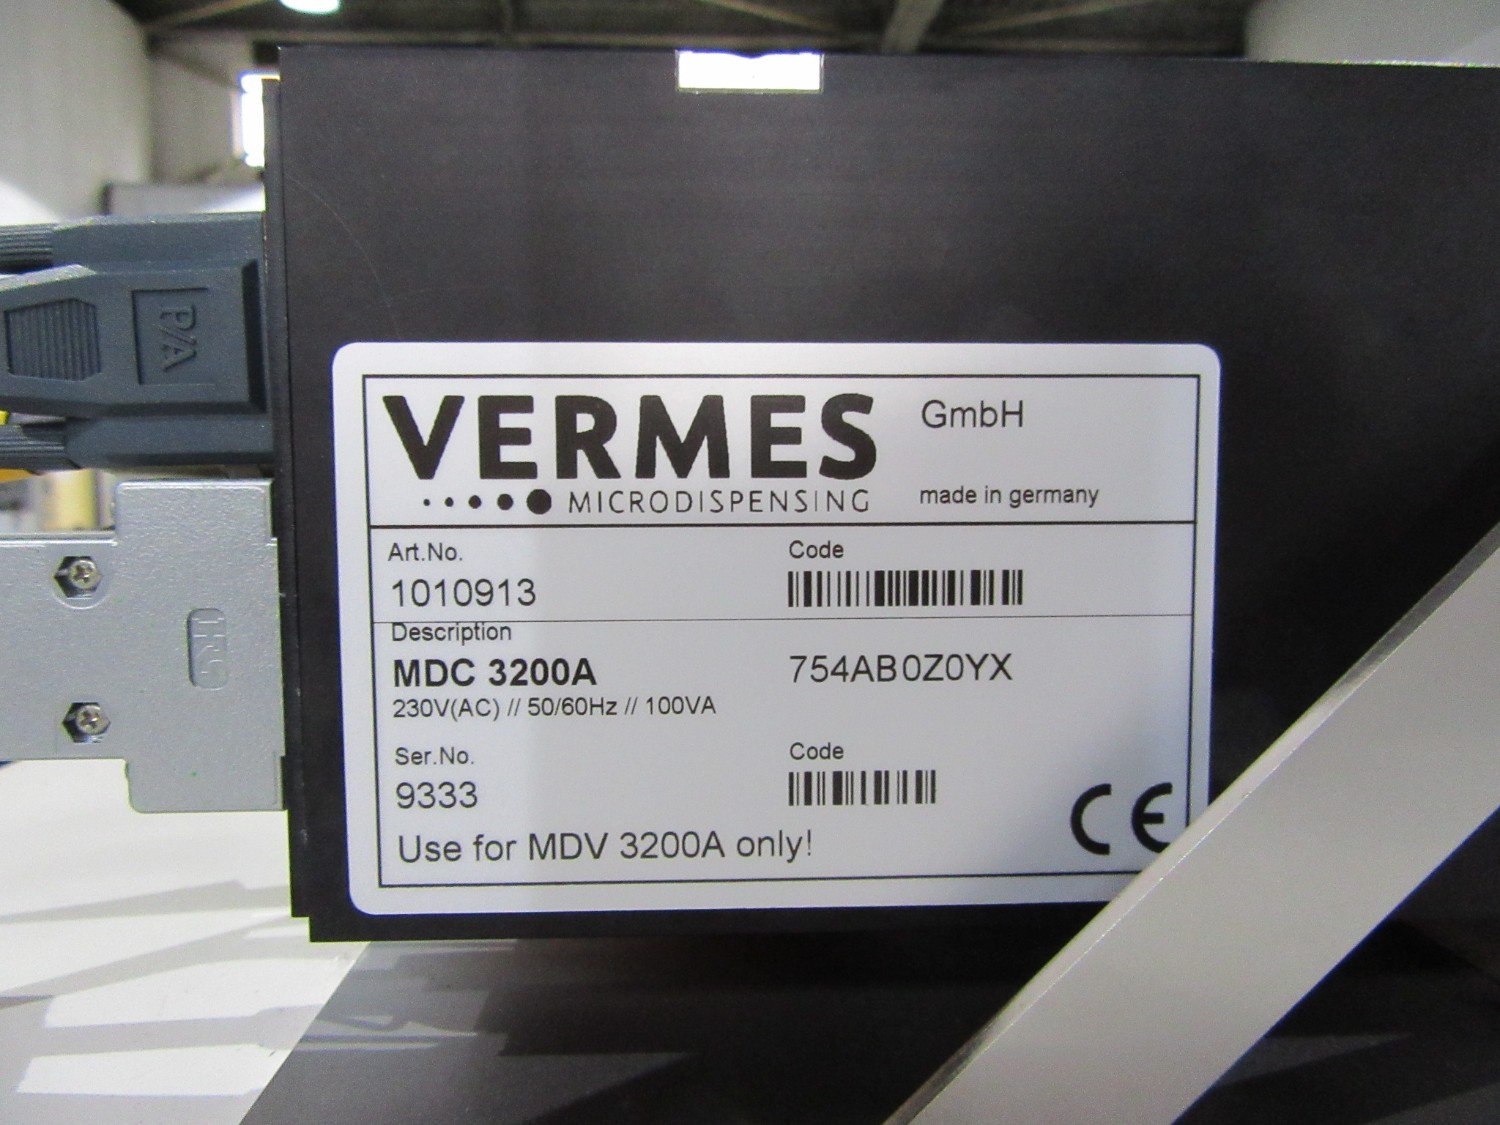 P/A
VERMES GmbH
MICRODISPENSING made in germany
Art.No. Code
1010913
Description
MDC 3200A 754AB0Z0YX
230V(AC) // 50/60Hz // 100VA
Ser.No. Code
9333
Use for MDV 3200A only!
CE